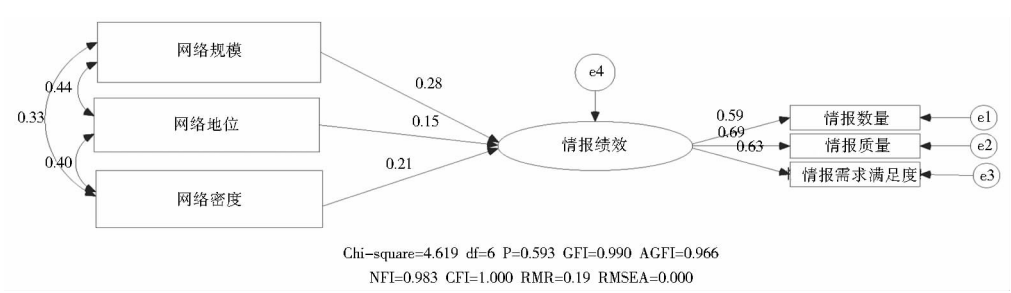 网络规模
0.28
e4
0.44
0.33
网络地位
0.15
0.59
情报数量
e1
情报绩效
0.69
情报质量
e2
0.63
0.40
0.21
网络密度
情报需求满足度
e3
Chi-square=4.619 df=6 P=0.593 GFI=0.990 AGFI=0.966
NFI=0.983 CFI=1.000 RMR=0.19 RMSEA=0.000